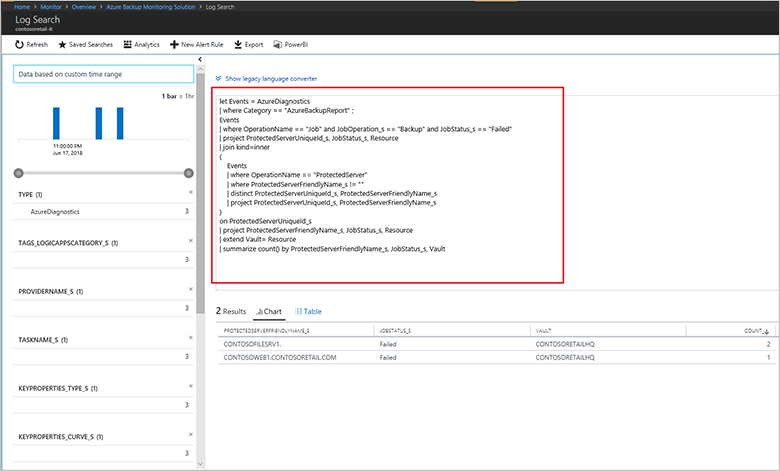 Home > Monitor > Overview > Azure Backup Monitoring Solution > Log Search
Log Search
contosoretail-it
Refresh Saved Searches Analytics New Alert Rule Export PowerBI
Data based on custom time range
1 bar = 1hr
11:00:00 PM
Jun 17, 2018
TYPE (1)
AzureDiagnostics 3
TAGS_LOGICAPPSCATEGORY_S (1)
3
PROVIDERNAME_S (1)
3
TASKNAME_S (1)
3
KEYPROPERTIES_TYPE_S (1)
3
KEYPROPERTIES_CURVE_S (1)
3
Show legacy language converter
let Events = AzureDiagnostics
| where Category == "AzureBackupReport" ;
Events
| where OperationName == "Job" and JobOperation_s == "Backup" and JobStatus_s == "Failed"
| project ProtectedServerUniqueId_s, JobStatus_s, Resource
| join kind=inner
(
Events
| where OperationName == "ProtectedServer"
| where ProtectedServerFriendlyName_s != ""
| distinct ProtectedServerUniqueId_s, ProtectedServerFriendlyName_s
| project ProtectedServerUniqueId_s, ProtectedServerFriendlyName_s
)
on ProtectedServerUniqueId_s
| project ProtectedServerFriendlyName_s, JobStatus_s, Resource
| extend Vault= Resource
| summarize count() by ProtectedServerFriendlyName_s, JobStatus_s, Vault
2 Results Chart Table
PROTECTEDSERVERFRIENDLYNAME_S JOBSTATUS_S VAULT COUNT_
CONTOSOFILESRV1. Failed CONTOSORETAILHQ 2
CONTOSOWEB1.CONTOSORETAIL.COM Failed CONTOSORETAILHQ 1